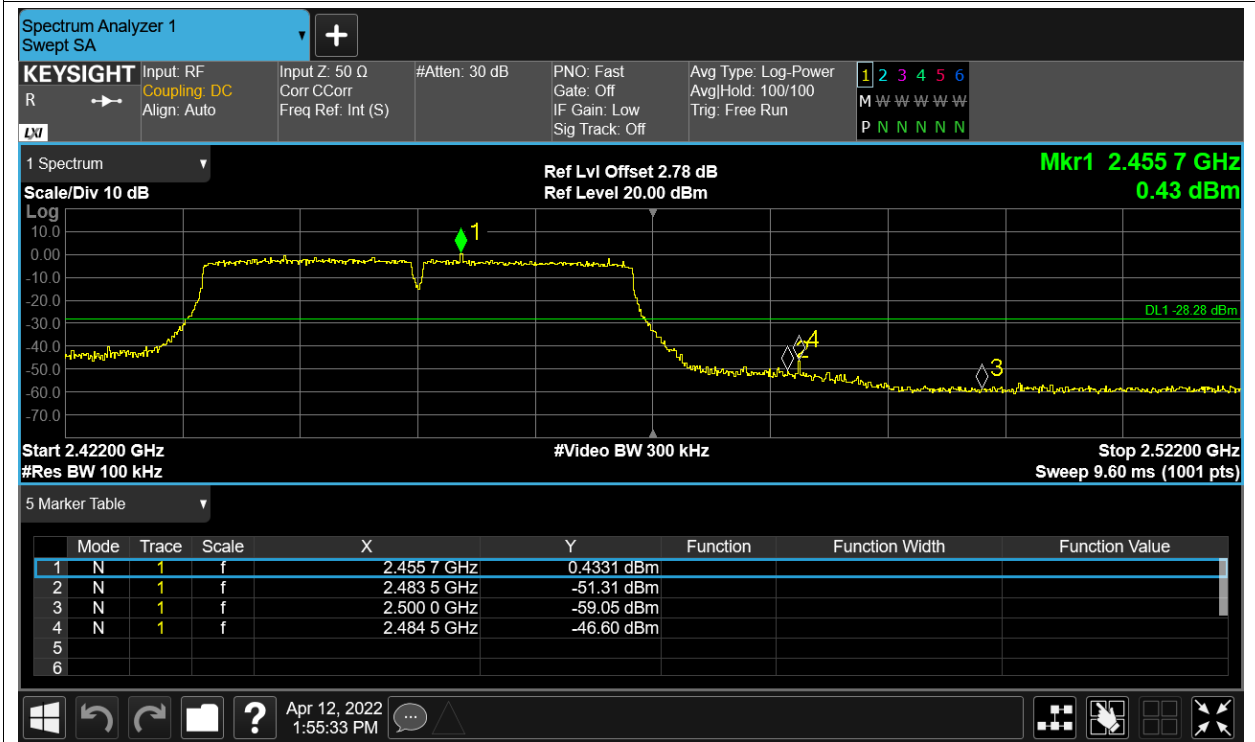 Spectrum Analyzer 1
Swept SA
KEYSIGHT
R
LXI
Input: RF
Coupling: DC
Align: Auto
Input Z: 50 Ω
Corr CCorr
Freq Ref: Int (S)
#Atten: 30 dB
PNO: Fast
Gate: Off
IF Gain: Low
Sig Track: Off
Avg Type: Log-Power
Avg|Hold: 100/100
Trig: Free Run
1 2 3 4 5 6
M W W W W W
P N N N N N
1 Spectrum
Scale/Div 10 dB
Log
Ref Lvl Offset 2.78 dB
Ref Level 20.00 dBm
Mkr1 2.455 7 GHz
0.43 dBm
10.0
0.00
-10.0
-20.0
-30.0
-40.0
-50.0
-60.0
-70.0
1
DL1 -28.28 dBm
2
4
3
Start 2.42200 GHz
#Res BW 100 kHz
#Video BW 300 kHz
Stop 2.52200 GHz
Sweep 9.60 ms (1001 pts)
5 Marker Table
Mode Trace Scale X Y Function Function Width Function Value
1 N 1 f 2.455 7 GHz 0.4331 dBm
2 N 1 f 2.483 5 GHz -51.31 dBm
3 N 1 f 2.500 0 GHz -59.05 dBm
4 N 1 f 2.484 5 GHz -46.60 dBm
5
6
?
Apr 12, 2022
1:55:33 PM